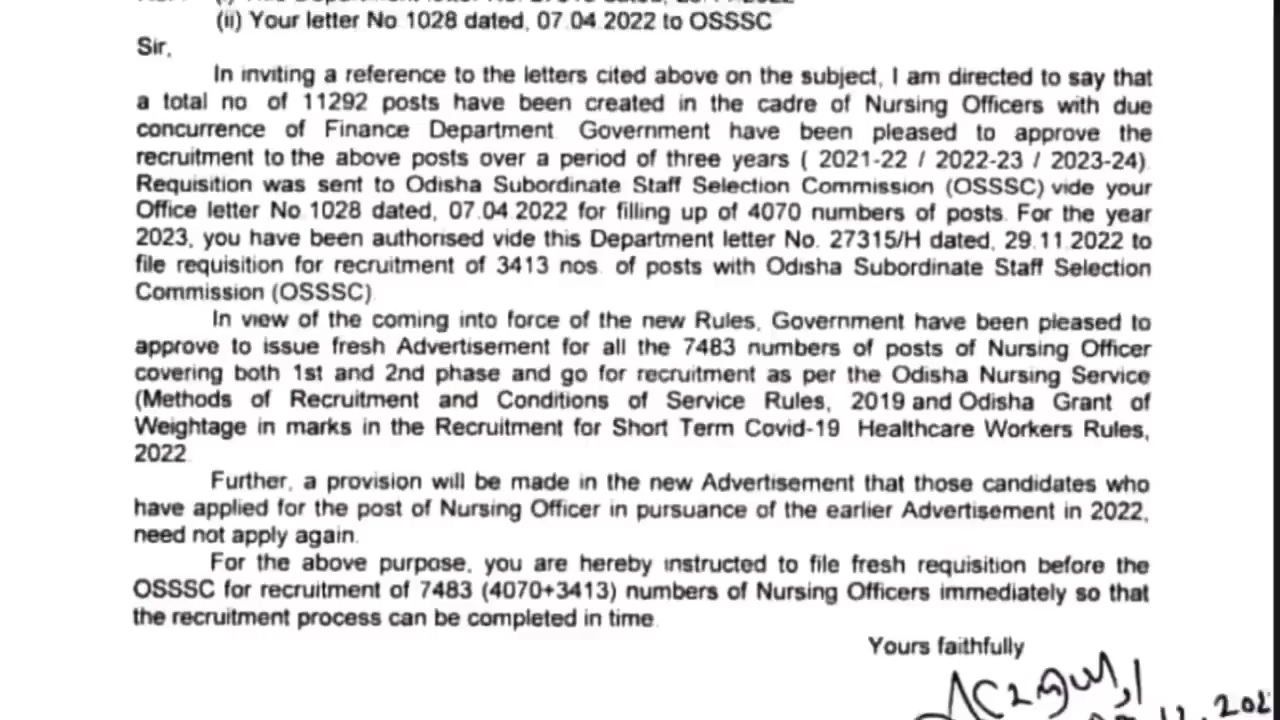 (ii) Your letter No 1028 dated, 07.04 2022 to OSSSC
Sir,
In inviting a reference to the letters cited above on the subject, I am directed to say that
a total no of 11292 posts have been created in the cadre of Nursing Officers with due
concurrence of Finance Department Government have been pleased to approve the
recruitment to the above posts over a period of three years ( 2021-22 / 2022-23 / 2023-24).
Requisition was sent to Odisha Subordinate Staff Selection Commission (OSSSC) vide your
Office letter No 1028 dated, 07.04.2022 for filling up of 4070 numbers of posts. For the year
2023, you have been authorised vide this Department letter No. 27315/H dated, 29.11.2022 to
file requisition for recruitment of 3413 nos. of posts with Odisha Subordinate Staff Selection
Commission (OSSSC)
In view of the coming into force of the new Rules, Government have been pleased to
approve to issue fresh Advertisement for all the 7483 numbers of posts of Nursing Officer
covering both 1st and 2nd phase and go for recruitment as per the Odisha Nursing Service
(Methods of Recruitment and Conditions of Service Rules, 2019 and Odisha Grant of
Weightage in marks in the Recruitment for Short Term Covid-19 Healthcare Workers Rules,
2022
Further, a provision will be made in the new Advertisement that those candidates who
have applied for the post of Nursing Officer in pursuance of the earlier Advertisement in 2022,
need not apply again.
For the above purpose, you are hereby instructed to file fresh requisition before the
OSSSC for recruitment of 7483 (4070+3413) numbers of Nursing Officers immediately so that
the recruitment process can be completed in time.
Yours faithfully